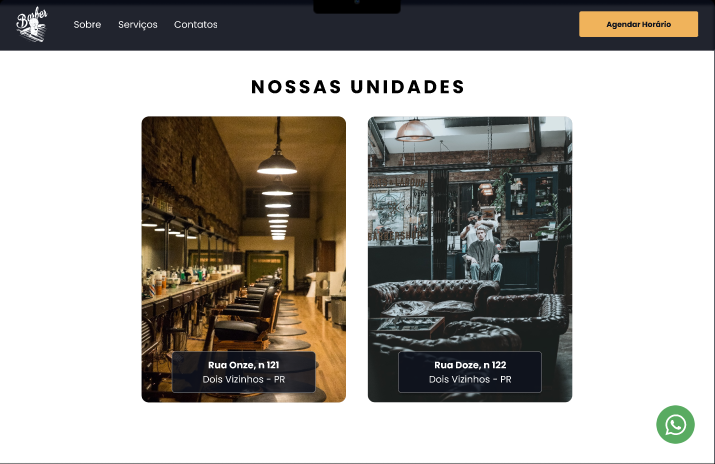 Barber
Sobre
Serviços
Contatos
Agendar Horário
NOSSAS UNIDADES
Rua Onze, n 121
Dois Vizinhos - PR
Rua Doze, n 122
Dois Vizinhos - PR